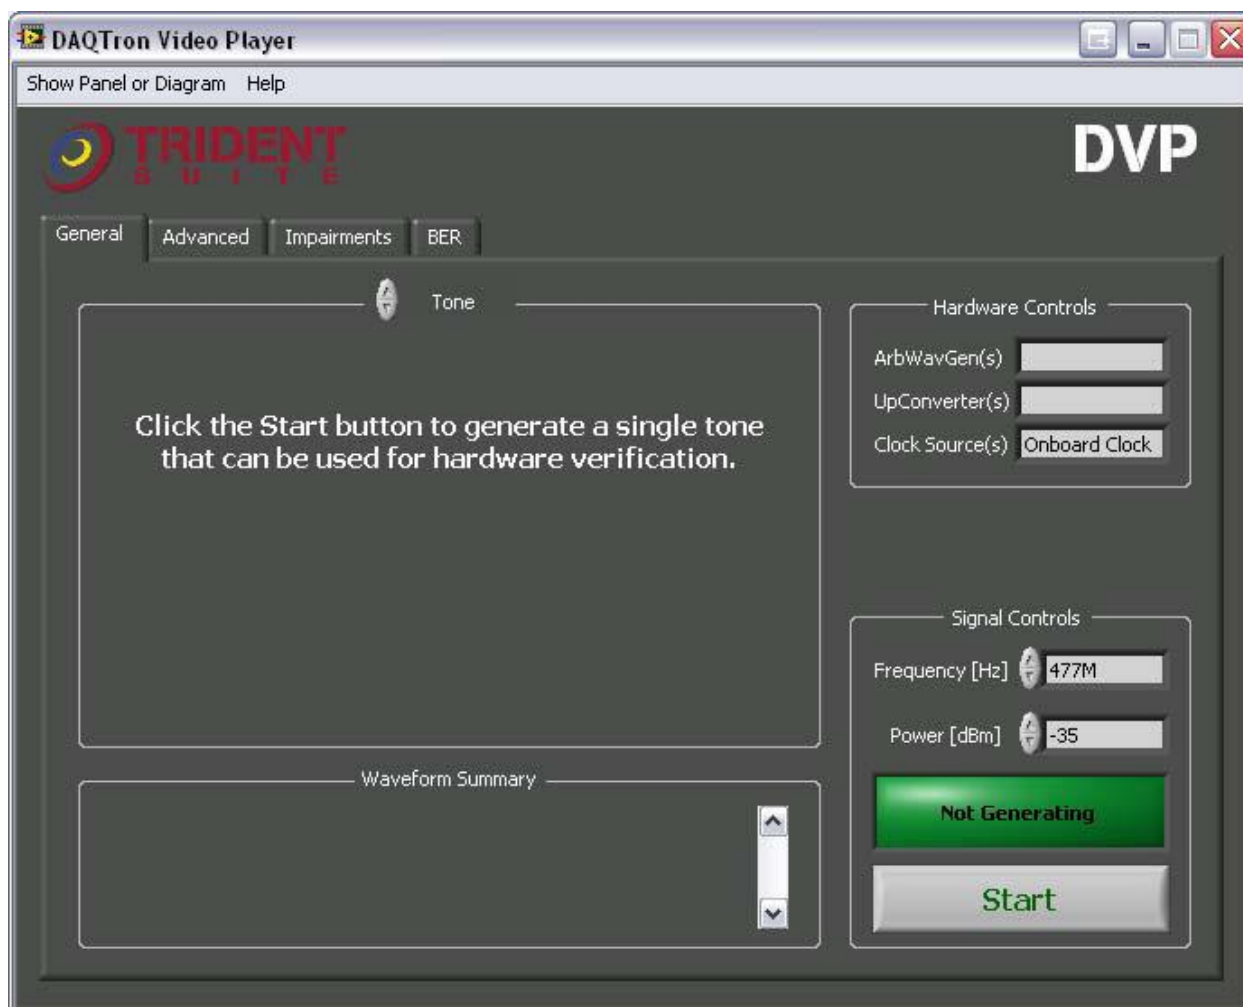 DAQTron Video Player
Show Panel or Diagram Help
TRIDENT
SUITE
DVP
General Advanced Impairments BER
Tone
Click the Start button to generate a single tone
that can be used for hardware verification.
Hardware Controls
ArbWavGen(s)
UpConverter(s)
Clock Source(s) Onboard Clock
Signal Controls
Frequency [Hz] 477M
Power [dBm] -35
Not Generating
Start
Waveform Summary